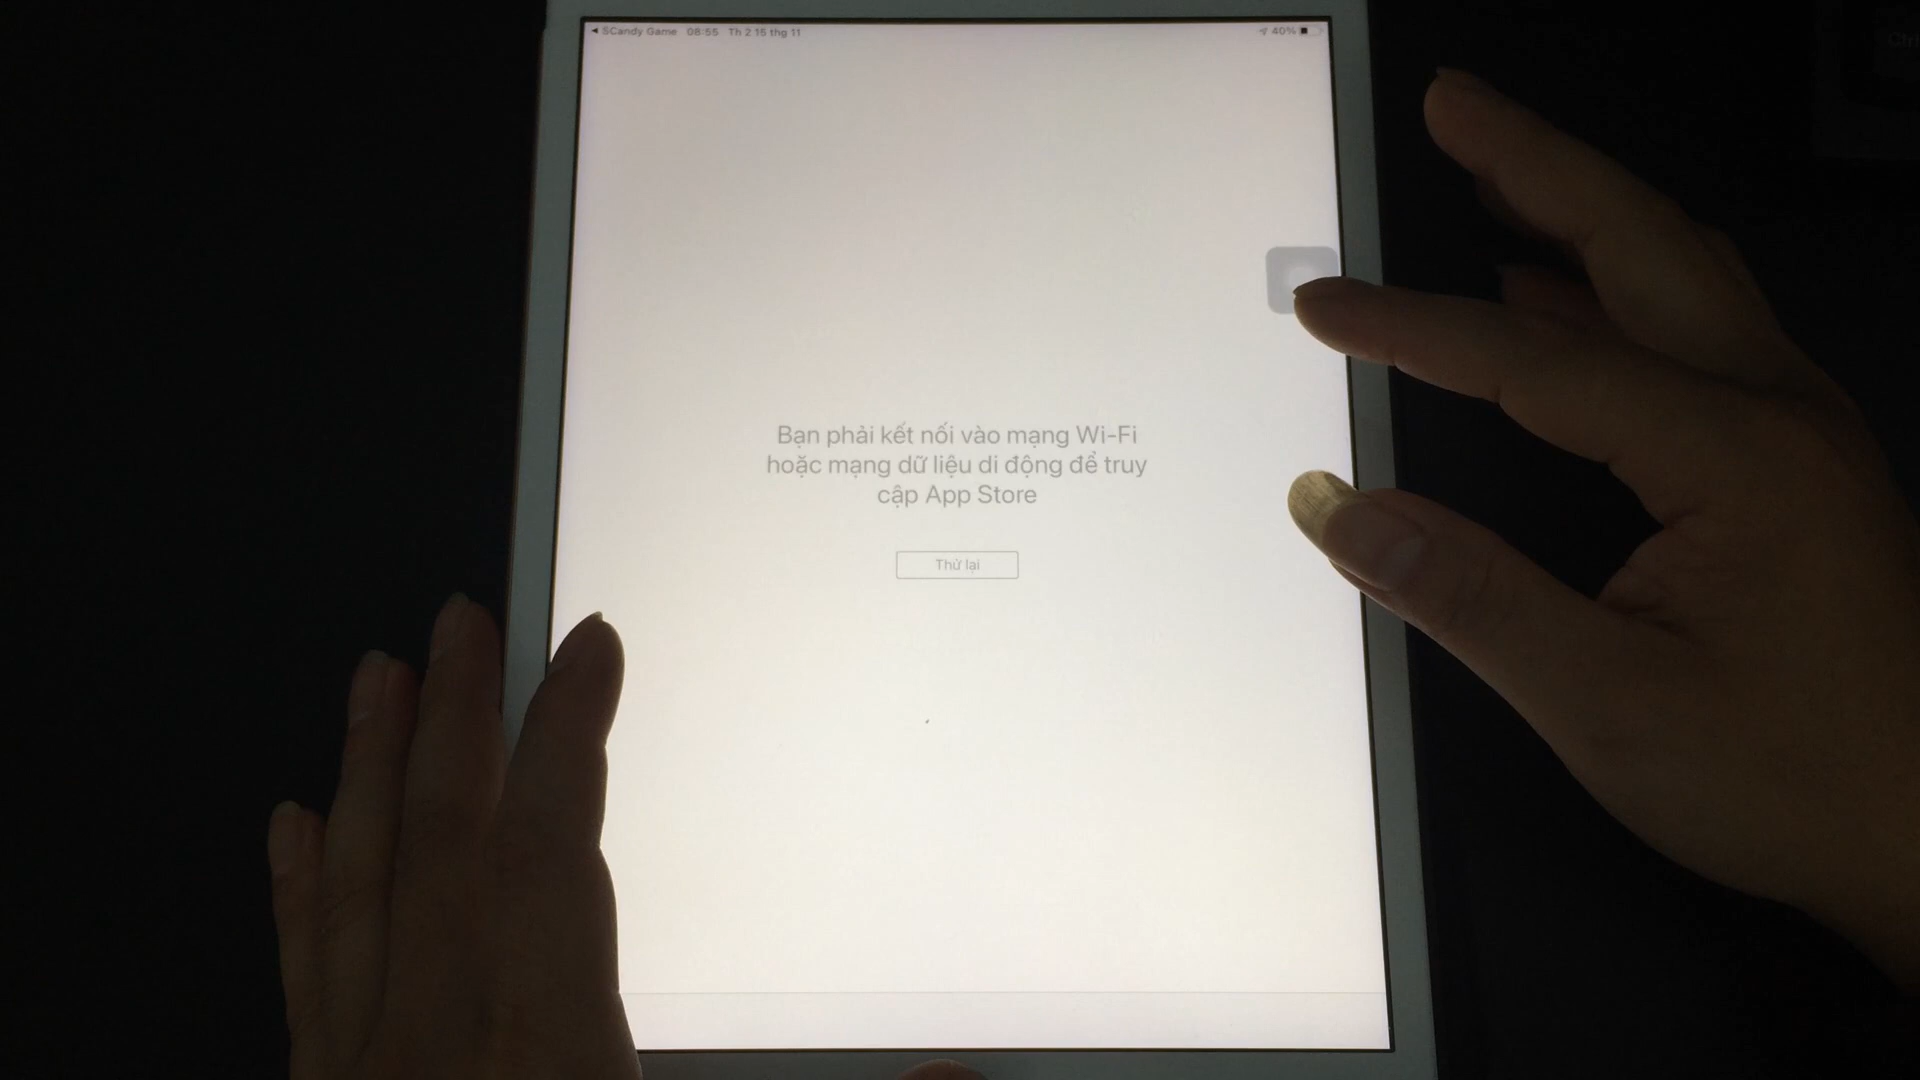 ◀ SCandy Game 08:55 Th 2 15 thg 11 40%
Bạn phải kết nối vào mạng Wi-Fi
hoặc mạng dữ liệu di động để truy
cập App Store
Thử lại